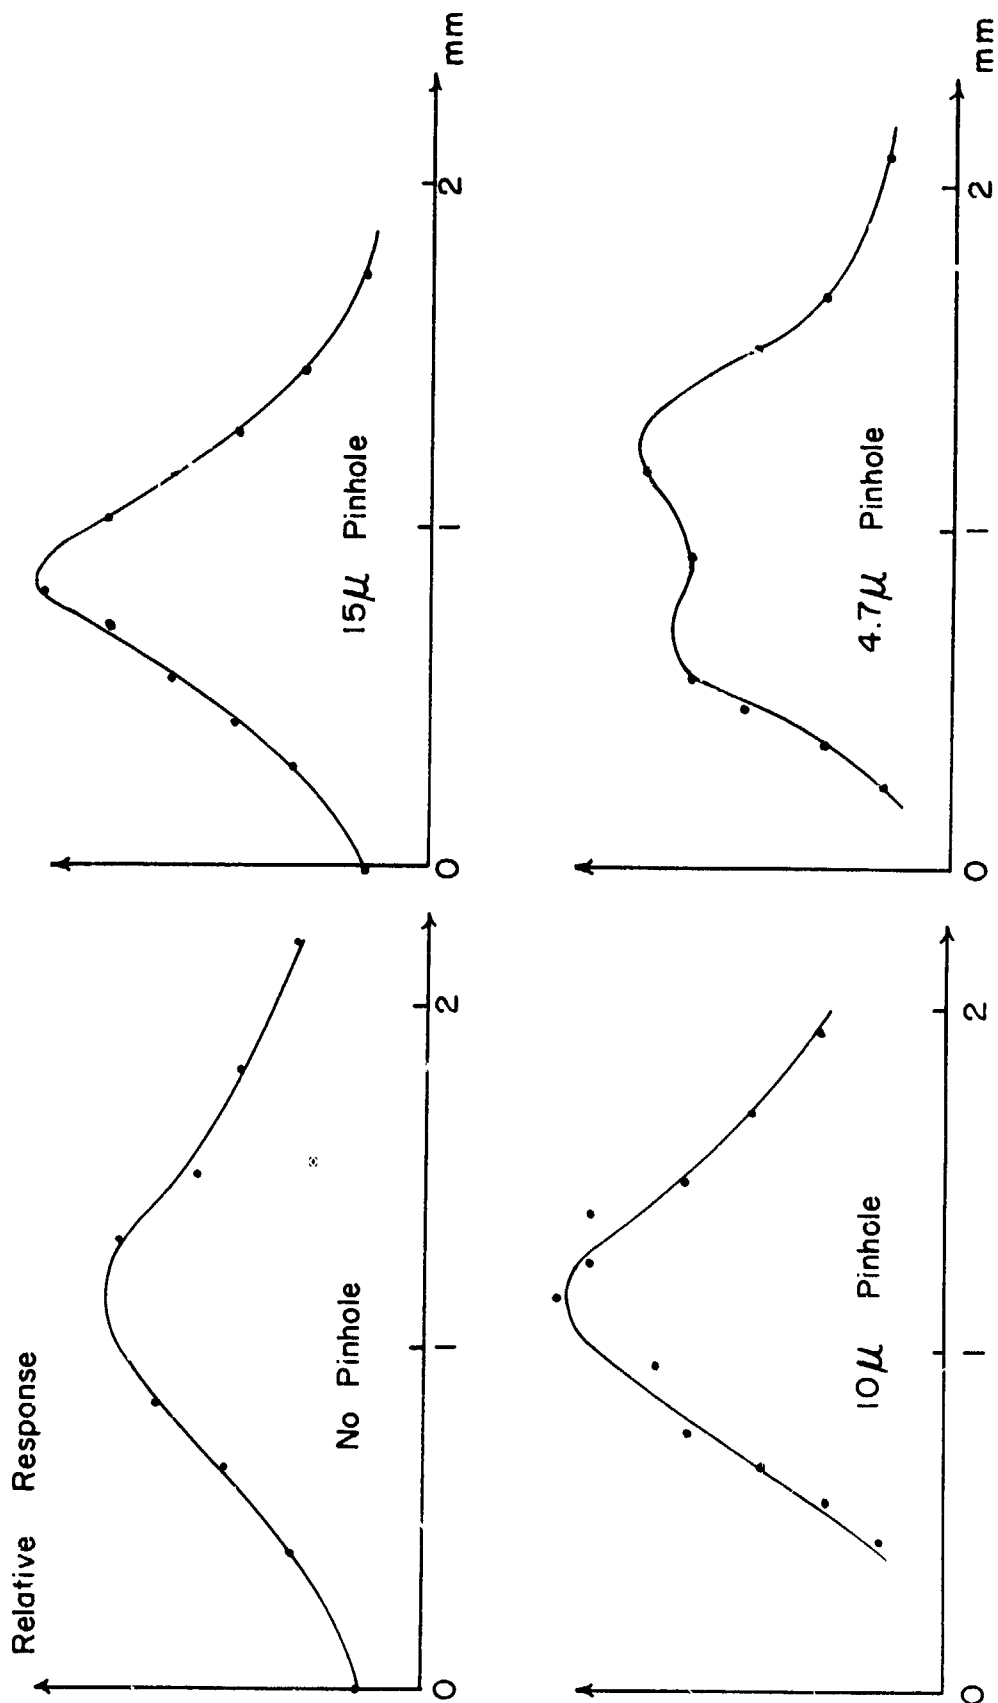 Relative Response
No Pinhole
0 1 2
15μ Pinhole
0 1 2 mm
10μ Pinhole
0 1 2
4.7μ Pinhole
0 1 2 mm